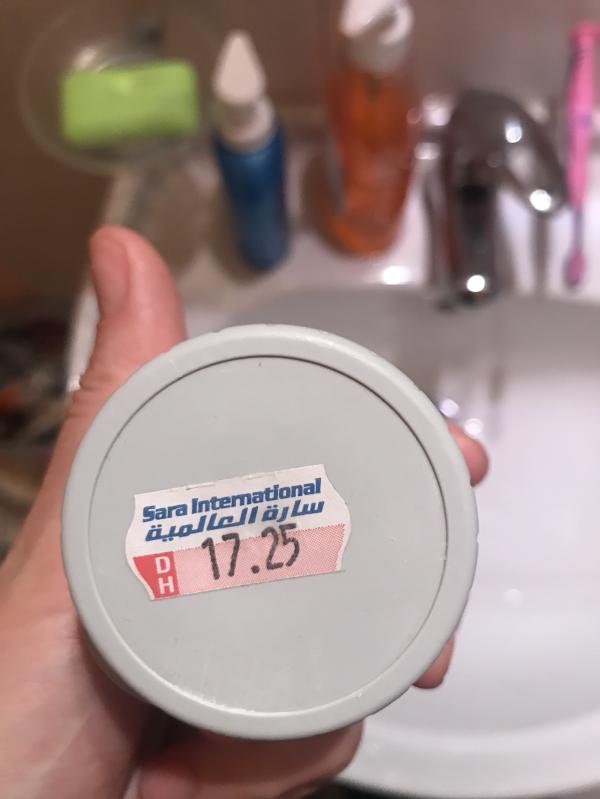 Sara International
سارة العالمية
DH 17.25